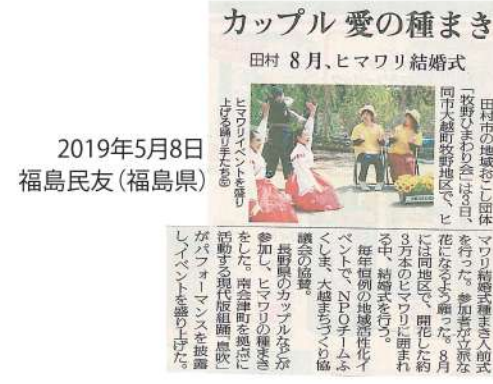 カップル 愛の種まき
田村 8月、ヒマワリ結婚式
2019年5月8日
福島民友(福島県)
ヒマワリイベントを盛り
上げる踊り手たち㊨
田村市の地域おこし団体
「牧野ひまわり会」は3日、
同市大越町牧野地区で、ヒ
マワリ結婚式種まき人前式
を行った。参加者が立派な
花になるよう願った。8月
には同地区で、開花した約
3万本のヒマワリに囲まれ
る中、結婚式を行う。
毎年恒例の地域活性化イ
ベントで、NPOチームふ
くしま、大越まちづくり協
議会の協賛。
長野県のカップルなどが
参加し、ヒマワリの種まき
をした。南会津町を拠点に
活動する現代版組踊「息吹」
がパフォーマンスを披露
し、イベントを盛り上げた。